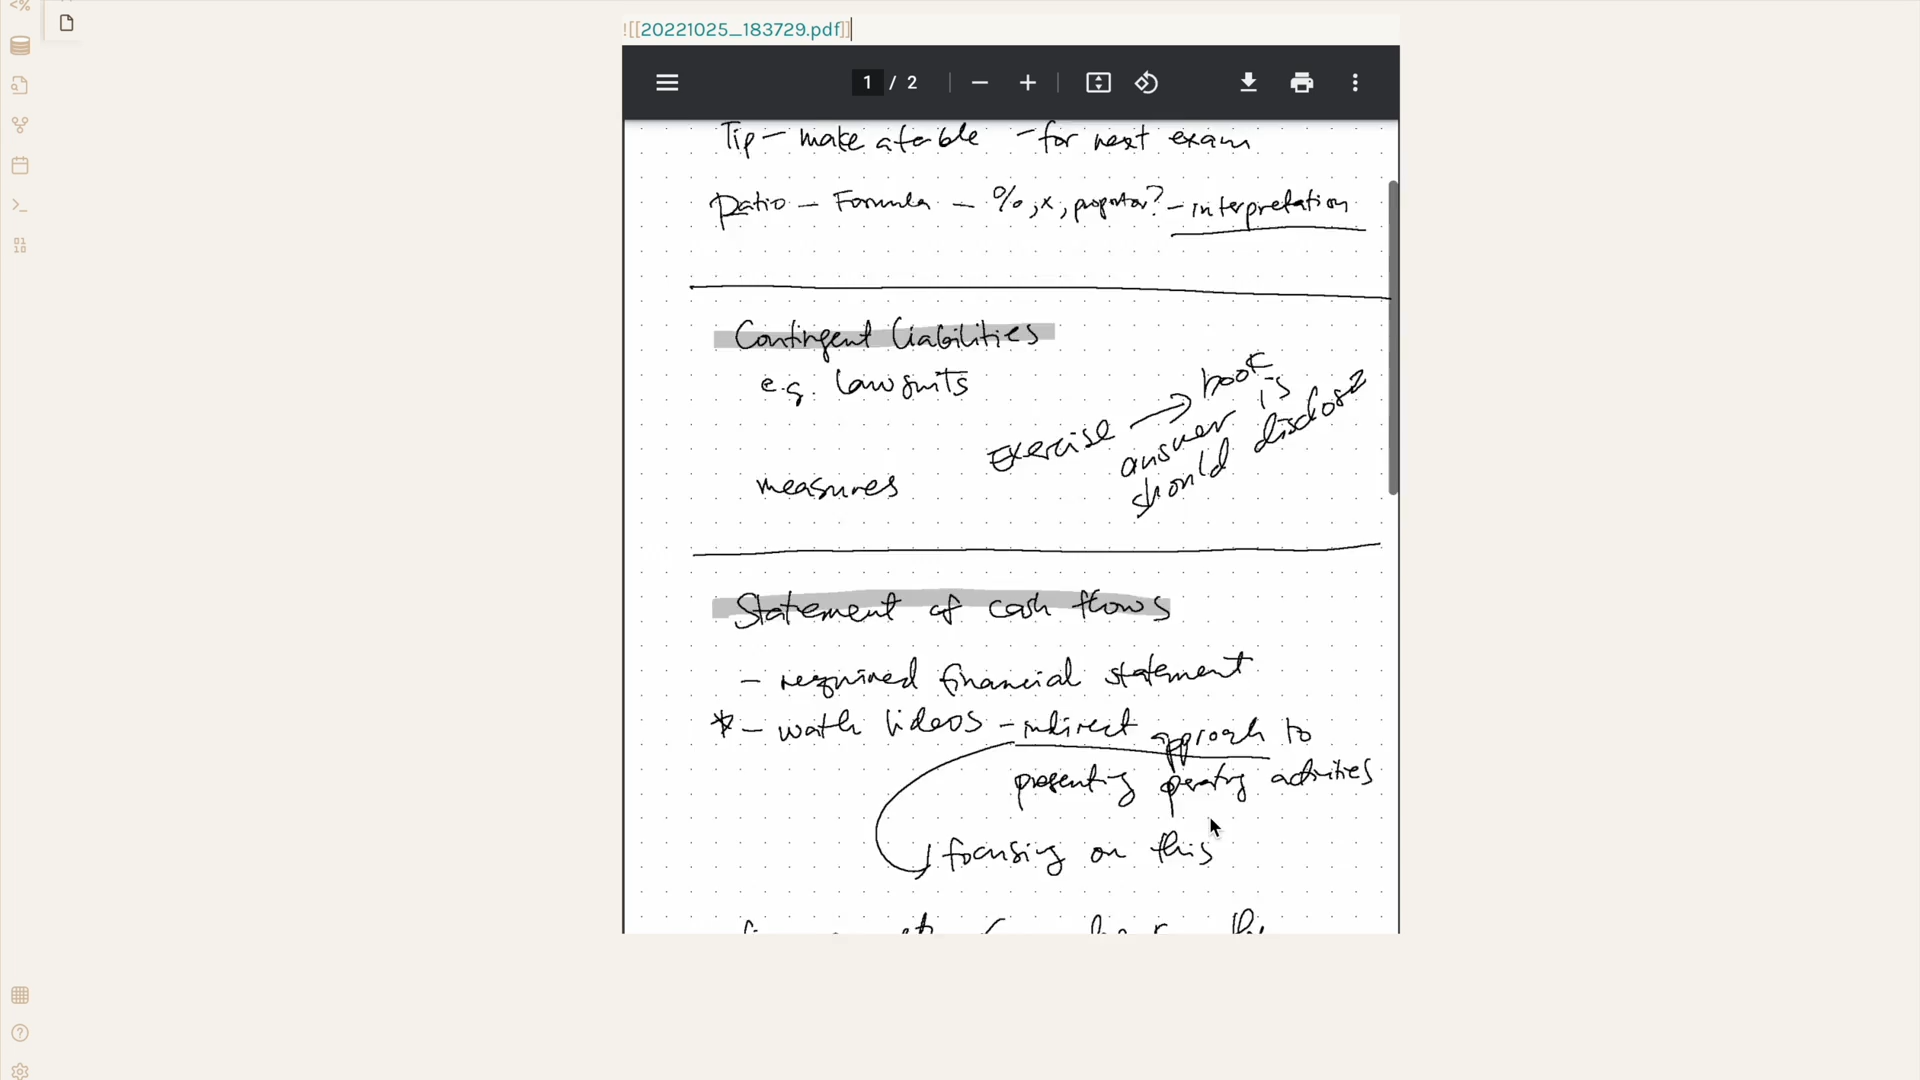 ![[20221025_183729.pdf]]
1 / 2
Tip - make a table - for next exam
Ratio - Formula - %, x, proportion? - interpretation
Contingent Liabilities
e.g. lawsuits
Exercise → book
answer is
should disclose
measures
Statement of cash flows
- required financial statement
* - watch videos - indirect approach to
presenting operating activities
focusing on this